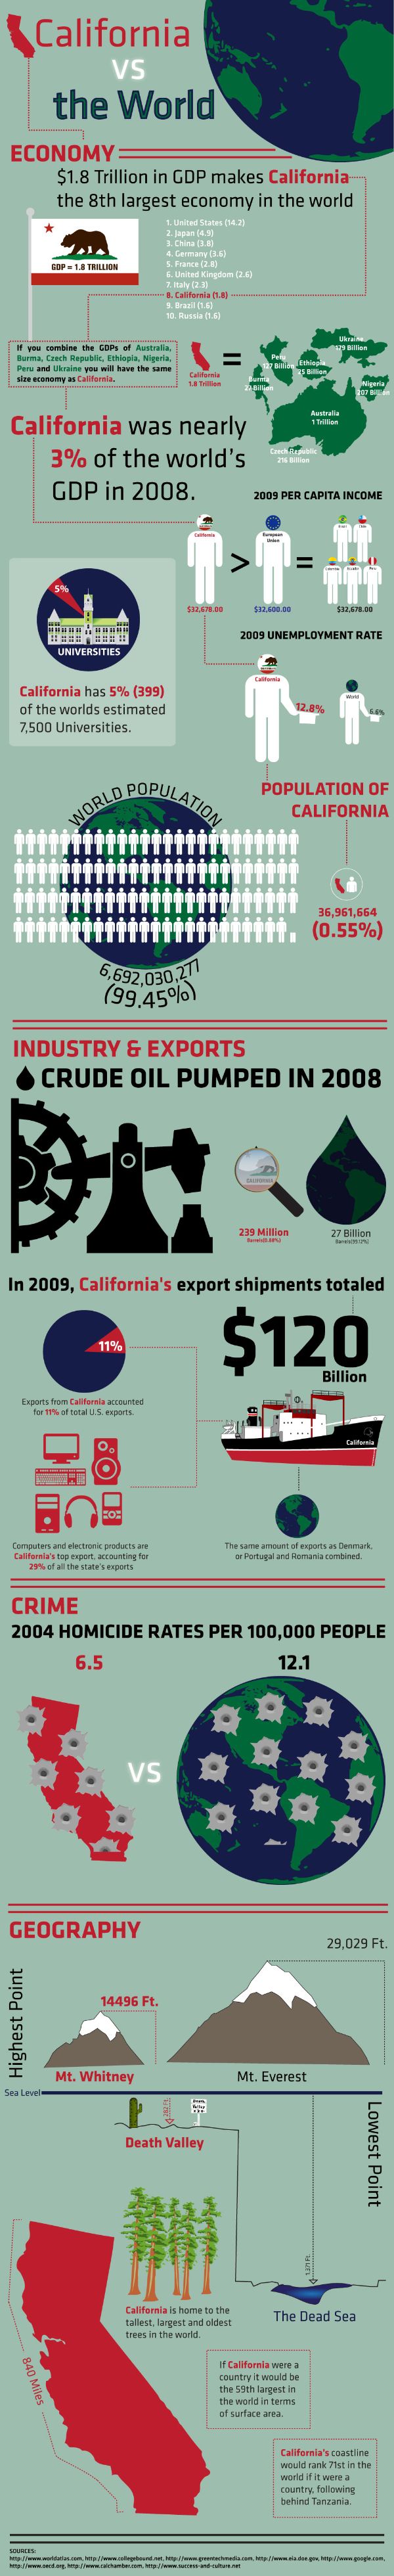 California
VS
the World
ECONOMY
$1.8 Trillion in GDP makes California
the 8th largest economy in the world
1. United States (14.2)
2. Japan (4.9)
3. China (3.8)
4. Germany (3.6)
5. France (2.8)
6. United Kingdom (2.6)
7. Italy (2.3)
8. California (1.8)
9. Brazil (1.6)
10. Russia (1.6)
GDP = 1.8 TRILLION
If you combine the GDPs of Australia,
Burma, Czech Republic, Ethiopia, Nigeria,
Peru and Ukraine you will have the same
size economy as California.
California
1.8 Trillion
=
Ukraine
179 Billion
Peru
127 Billion
Ethiopia
25 Billion
Burma
27 Billion
Nigeria
207 Billion
Australia
1 Trillion
Czech Republic
216 Billion
California was nearly
3% of the world's
GDP in 2008.
2009 PER CAPITA INCOME
California
>
European
Union
=
Brazil
Chile
Peru
$32,678.00
$32,600.00
$32,678.00
5%
UNIVERSITIES
California has 5% (399)
of the worlds estimated
7,500 Universities.
2009 UNEMPLOYMENT RATE
California
12.8%
World
6.6%
WORLD POPULATION
6,692,030,277
(99.45%)
POPULATION OF
CALIFORNIA
36,961,664
(0.55%)
INDUSTRY & EXPORTS
CRUDE OIL PUMPED IN 2008
CALIFORNIA
239 Million
Barrels(0.88%)
27 Billion
Barrels(99.12%)
In 2009, California's export shipments totaled
$120
Billion
11%
Exports from California accounted
for 11% of total U.S. exports.
California
Computers and electronic products are
California's top export, accounting for
29% of all the state's exports
The same amount of exports as Denmark,
or Portugal and Romania combined.
CRIME
2004 HOMICIDE RATES PER 100,000 PEOPLE
6.5
12.1
VS
GEOGRAPHY
29,029 Ft.
Highest Point
14496 Ft.
Mt. Whitney
Mt. Everest
Sea Level
282 Ft.
Death
Valley
Death Valley
Lowest Point
1,371 Ft.
The Dead Sea
California is home to the
tallest, largest and oldest
trees in the world.
840 Miles
If California were a
country it would be
the 59th largest in
the world in terms
of surface area.
California's coastline
would rank 71st in the
world if it were a
country, following
behind Tanzania.
SOURCES:
http://www.worldatlas.com, http://www.collegebound.net, http://www.greentechmedia.com, http://www.eia.doe.gov, http://www.google.com,
http://www.oecd.org, http://www.calchamber.com, http://www.success-and-culture.net